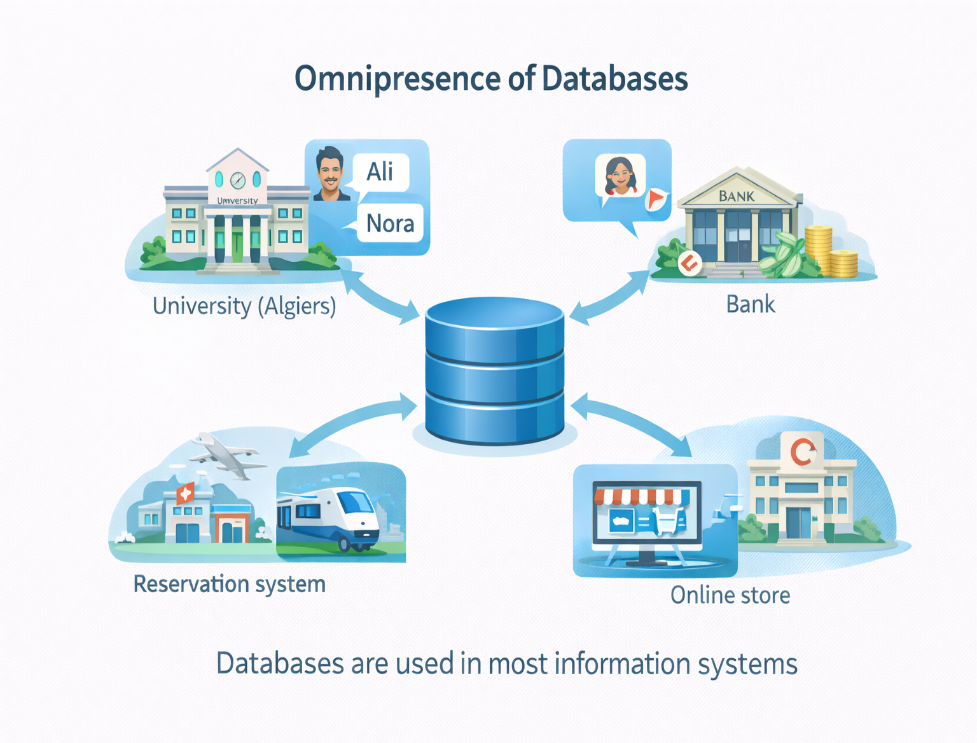 Omnipresence of Databases
Umversity
Ali
Nora
BANK
University (Algiers)
Bank
Reservation system
Online store
Databases are used in most information systems